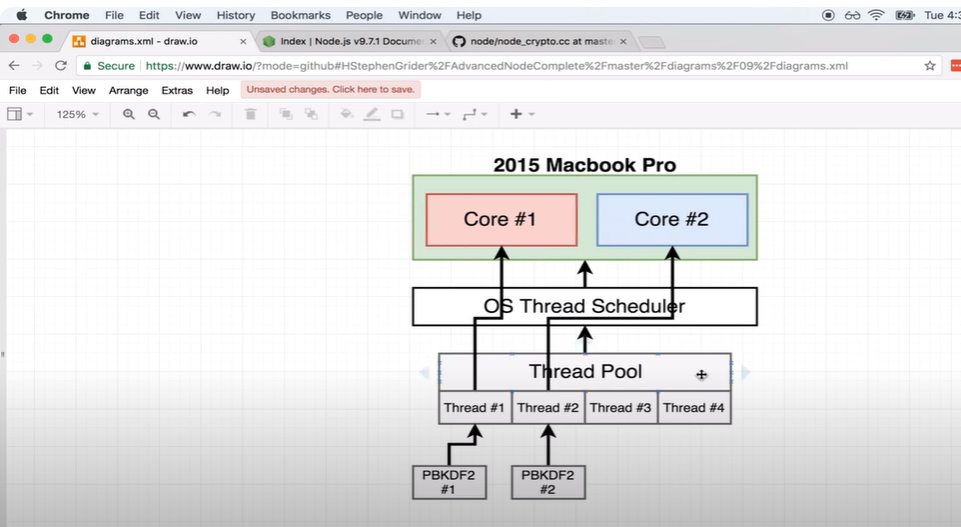 Chrome File Edit View History Bookmarks People Window Help Tue 4:3
diagrams.xml - draw.io
Index | Node.js v9.7.1 Docume
node/node_crypto.cc at maste
Secure https://www.draw.io/?mode=github#HStephenGrider%2FAdvancedNodeComplete%2Fmaster%2Fdiagrams%2F09%2Fdiagrams.xml
File Edit View Arrange Extras Help Unsaved changes. Click here to save.
125%
2015 Macbook Pro
Core #1
Core #2
OS Thread Scheduler
Thread Pool
Thread #1 Thread #2 Thread #3 Thread #4
PBKDF2
#1
PBKDF2
#2